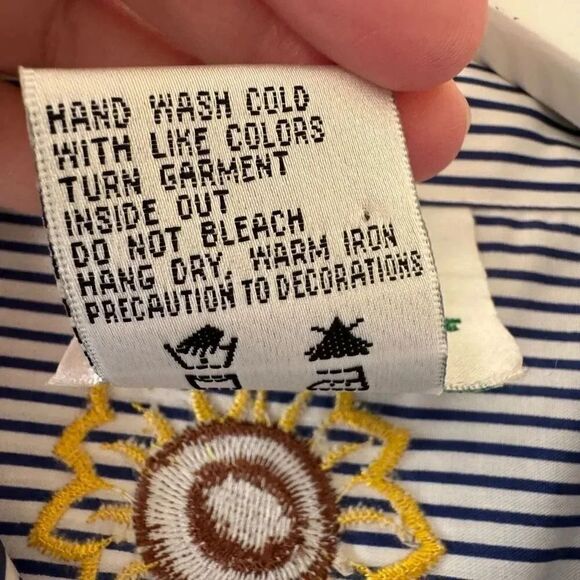 HAND WASH COLD
WITH LIKE COLORS
TURN GARMENT
INSIDE OUT
DO NOT BLEACH
HANG DRY, WARM IRON
PRECAUTION TO DECORATIONS